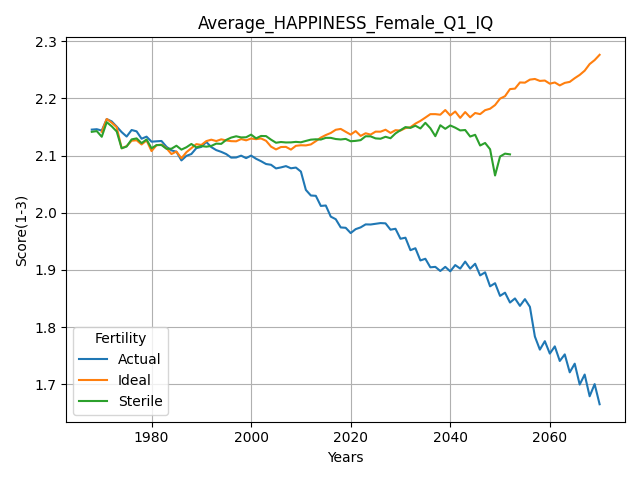 Average_HAPPINESS_Female_Q1_IQ
2.3
2.2
2.1
2.0
1.9
1.8
1.7
Score(1-3)
Fertility
Actual
Ideal
Sterile
1980
2000
2020
2040
2060
Years